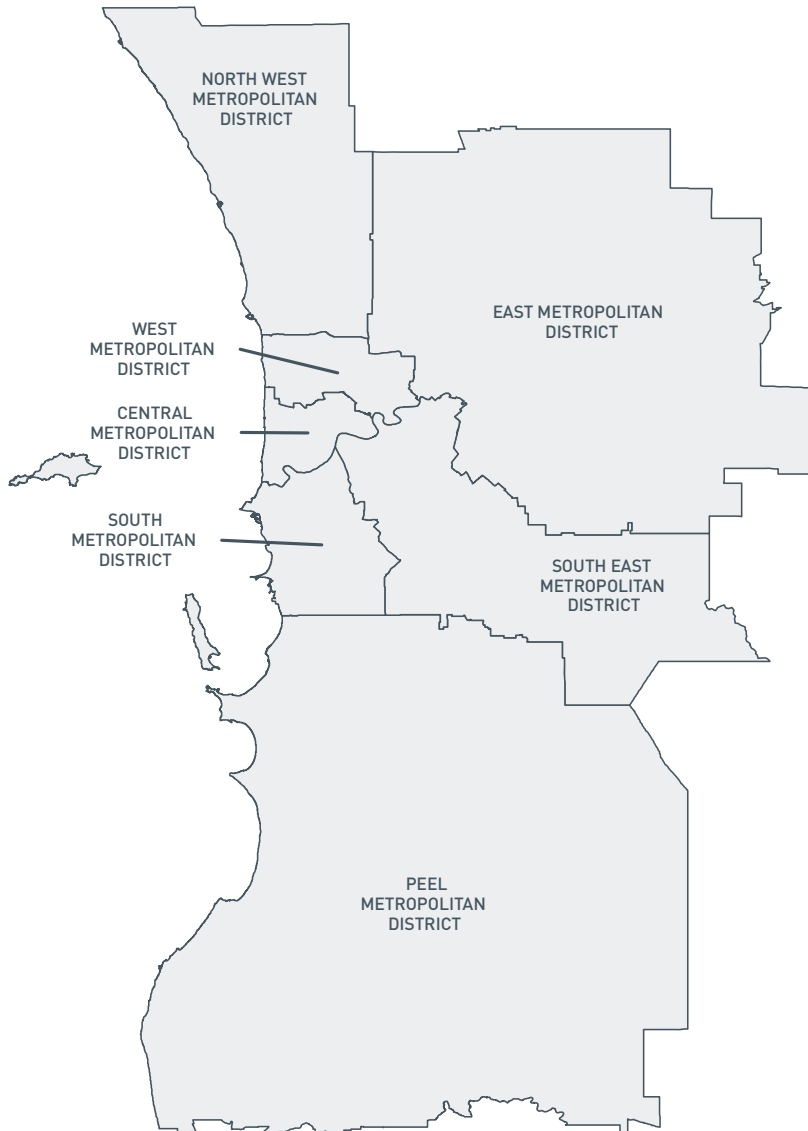 NORTH WEST
METROPOLITAN
DISTRICT
EAST METROPOLITAN
DISTRICT
WEST
METROPOLITAN
DISTRICT
CENTRAL
METROPOLITAN
DISTRICT
SOUTH
METROPOLITAN
DISTRICT
SOUTH EAST
METROPOLITAN
DISTRICT
PEEL
METROPOLITAN
DISTRICT